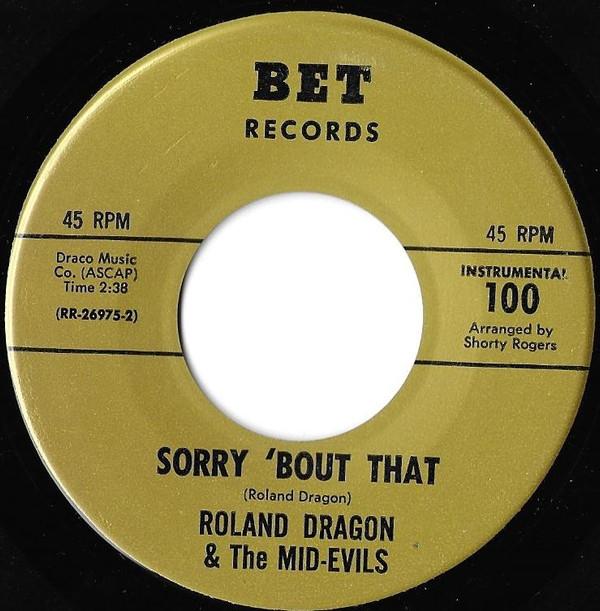 BET
RECORDS
45 RPM
Draco Music
Co. (ASCAP)
Time 2:38
(RR-26975-2)
45 RPM
INSTRUMENTAL
100
Arranged by
Shorty Rogers
SORRY 'BOUT THAT
(Roland Dragon)
ROLAND DRAGON
& The MID-EVILS